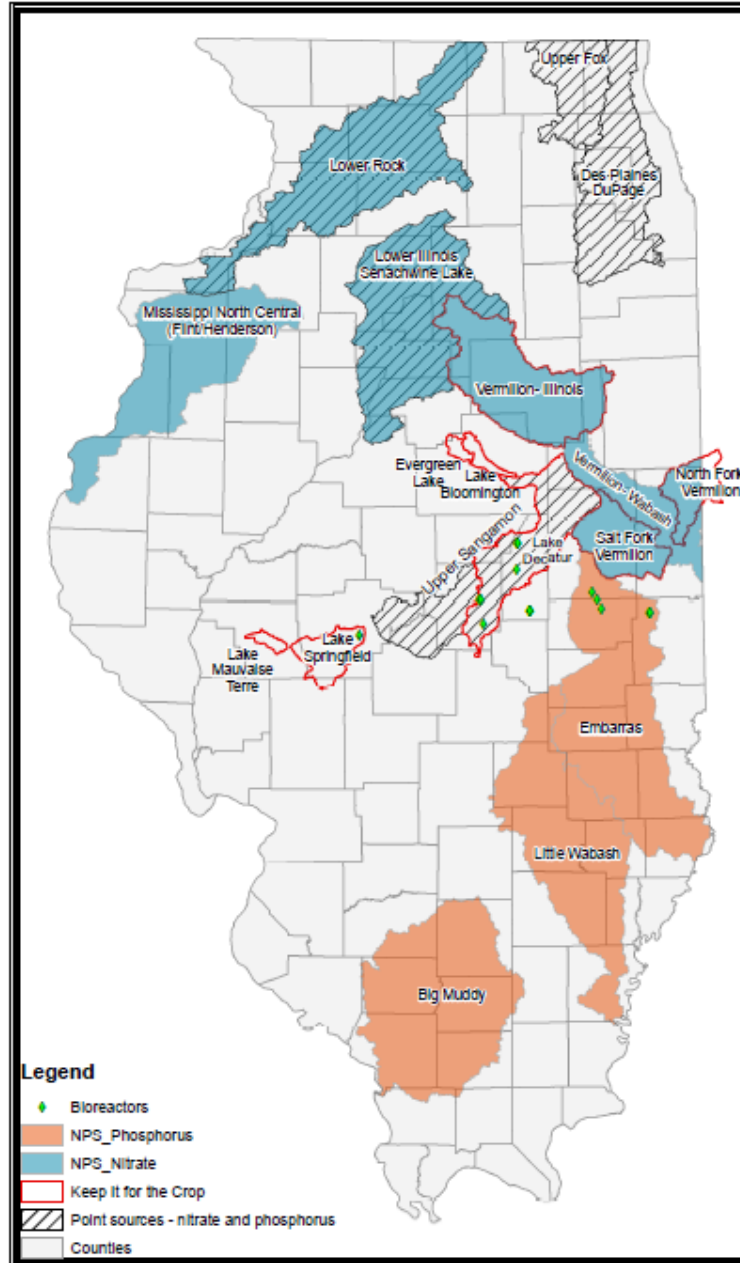 Upper Fox
Des Plaines
DuPage
Lower Rock
Lower Illinois
Senachwine Lake
Mississippi North Central
(Flint/Henderson)
Vermilion- Illinois
Evergreen
Lake
Lake
Bloomington
Vermilion- Wabash
North Fork
Vermilion
Salt Fork
Vermilion
Upper Sangamon
Lake
Decatur
Lake
Springfield
Lake
Mauvaise
Terre
Embarras
Little Wabash
Big Muddy
Legend
Bioreactors
NPS_Phosphorus
NPS_Nitrate
Keep It for the Crop
Point sources - nitrate and phosphorus
Counties